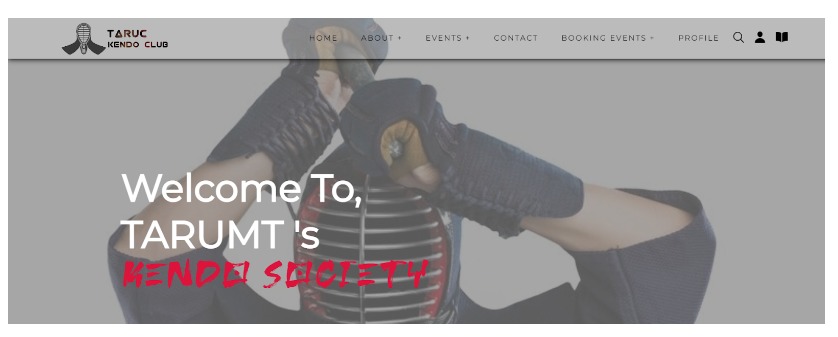 TARUC
KENDO CLUB
HOME ABOUT + EVENTS + CONTACT BOOKING EVENTS + PROFILE
Welcome To,
TARUMT 's
KENDO SOCIETY